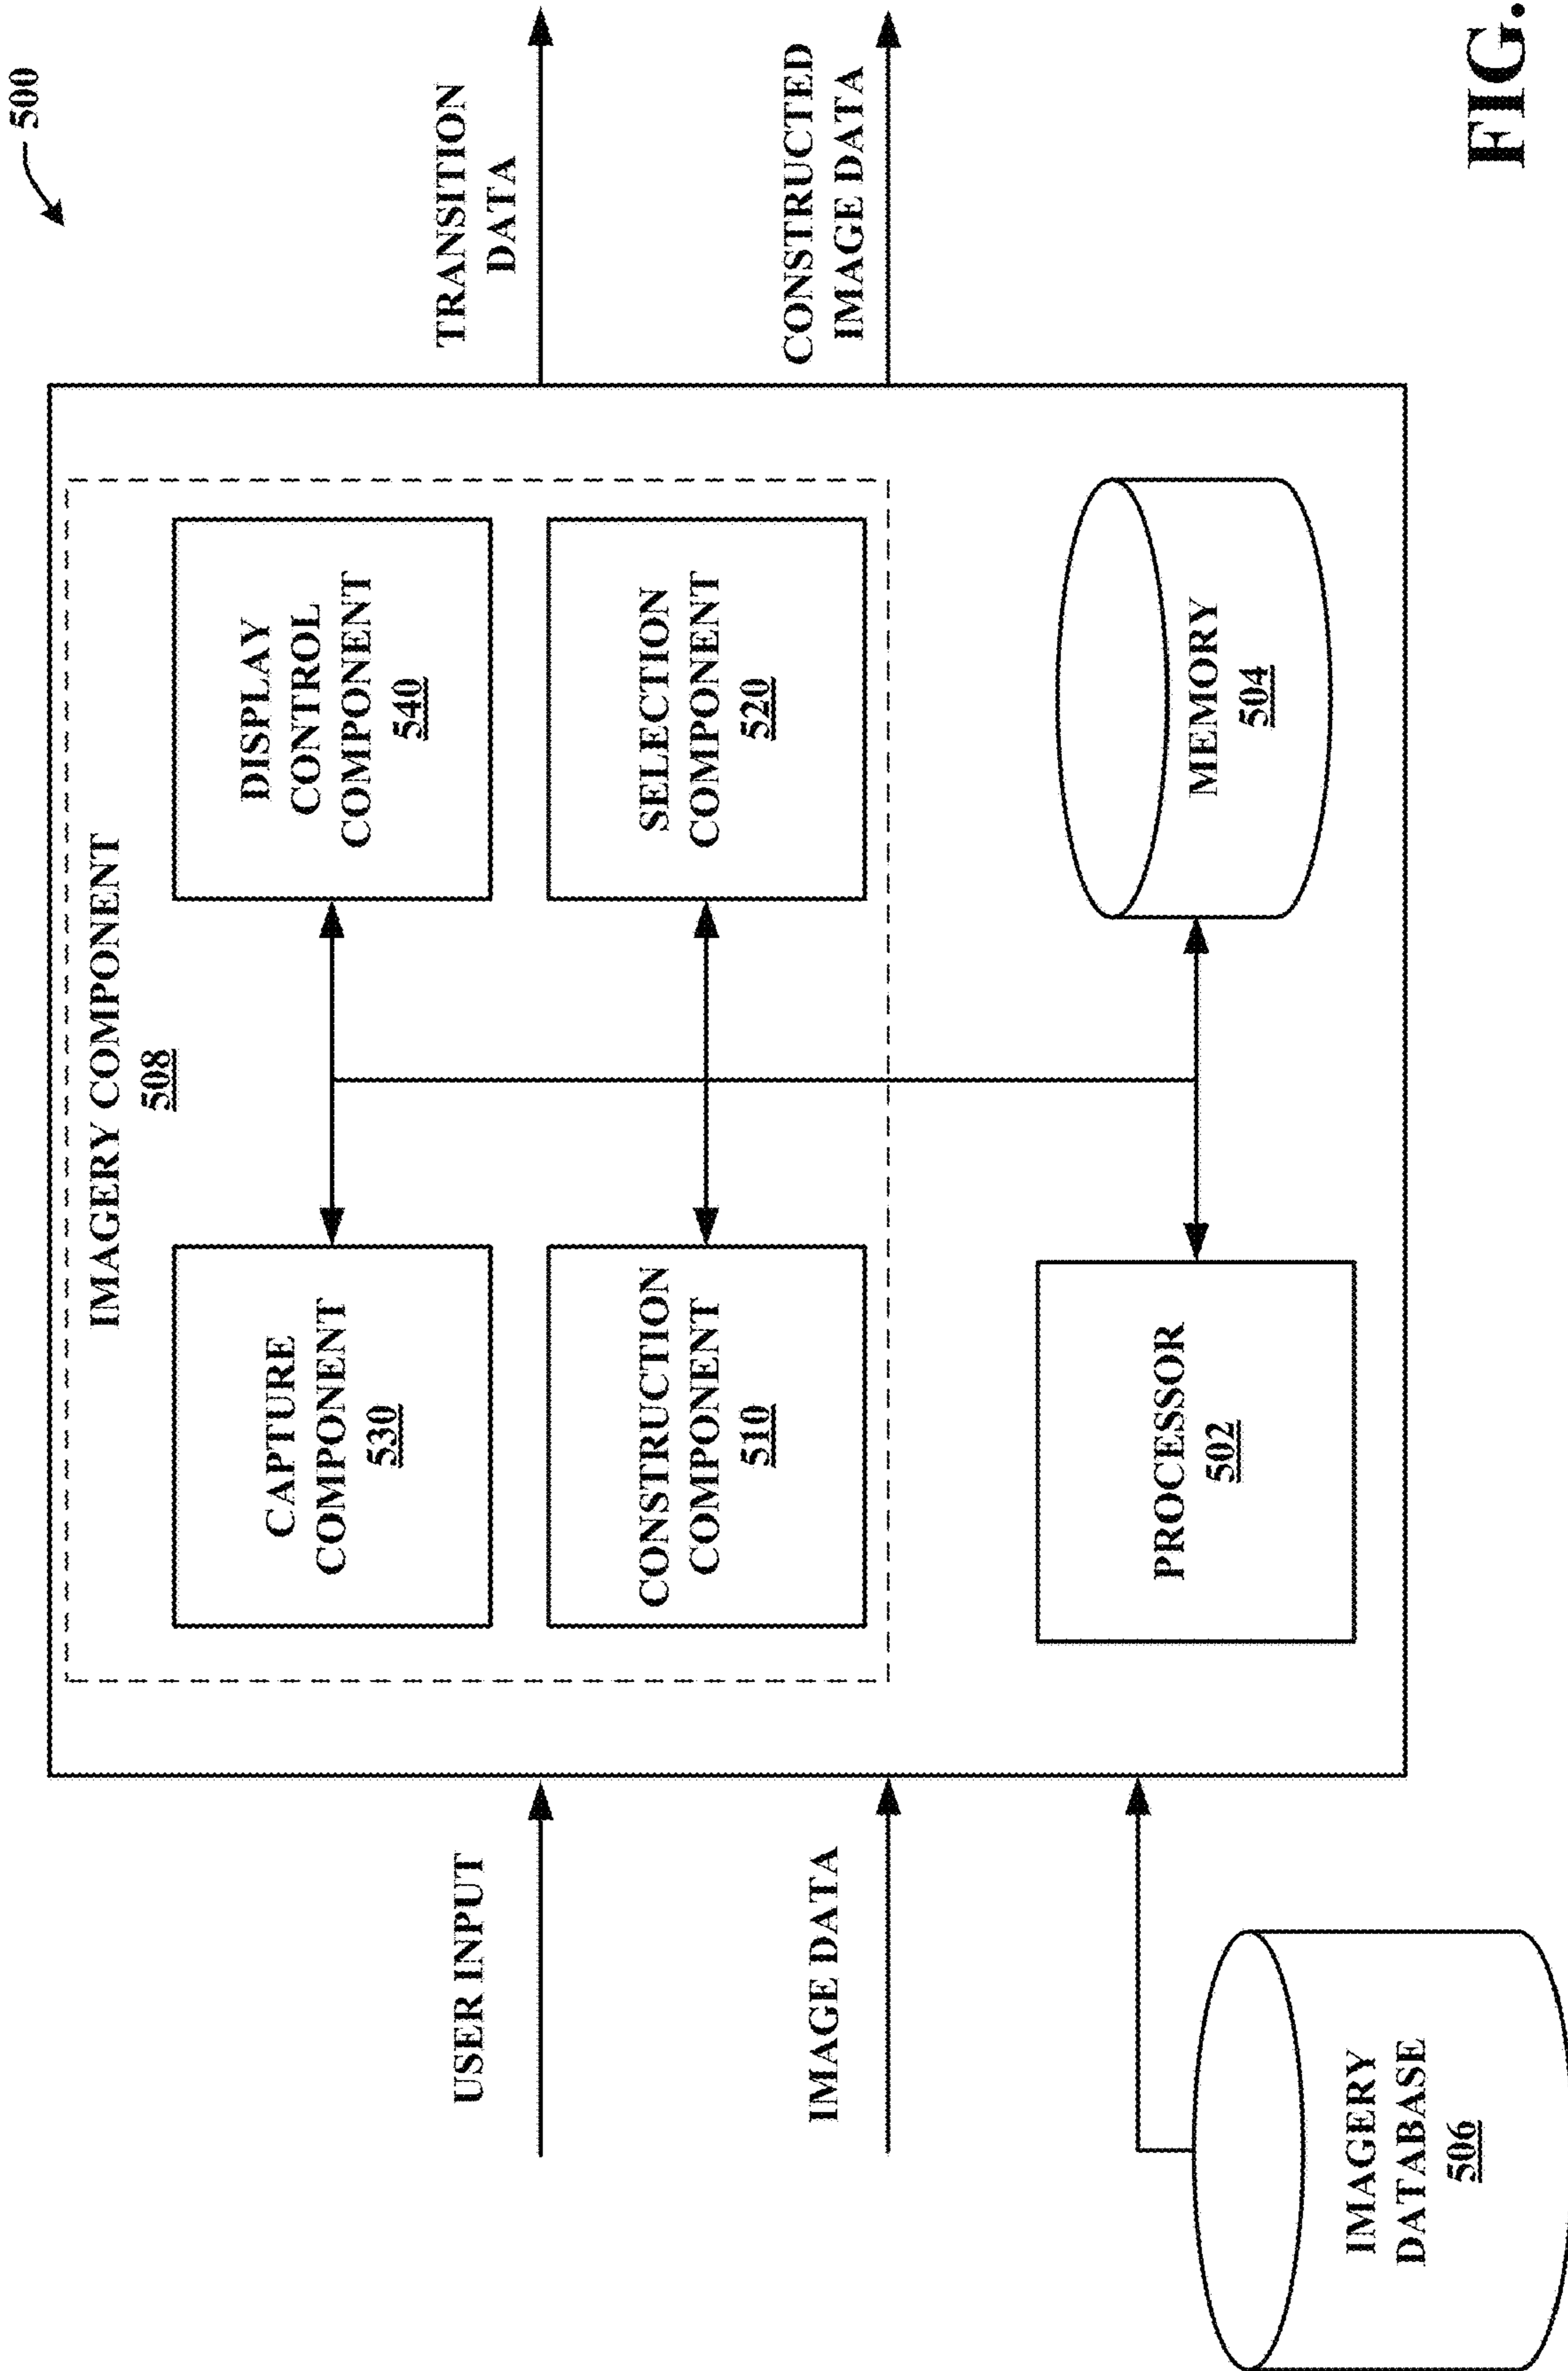 500
IMAGERY COMPONENT
508
CAPTURE
COMPONENT
530
DISPLAY
CONTROL
COMPONENT
540
USER INPUT
TRANSITION
DATA
CONSTRUCTION
COMPONENT
510
SELECTION
COMPONENT
520
IMAGE DATA
CONSTRUCTED
IMAGE DATA
PROCESSOR
502
MEMORY
504
IMAGERY
DATABASE
506
FIG.